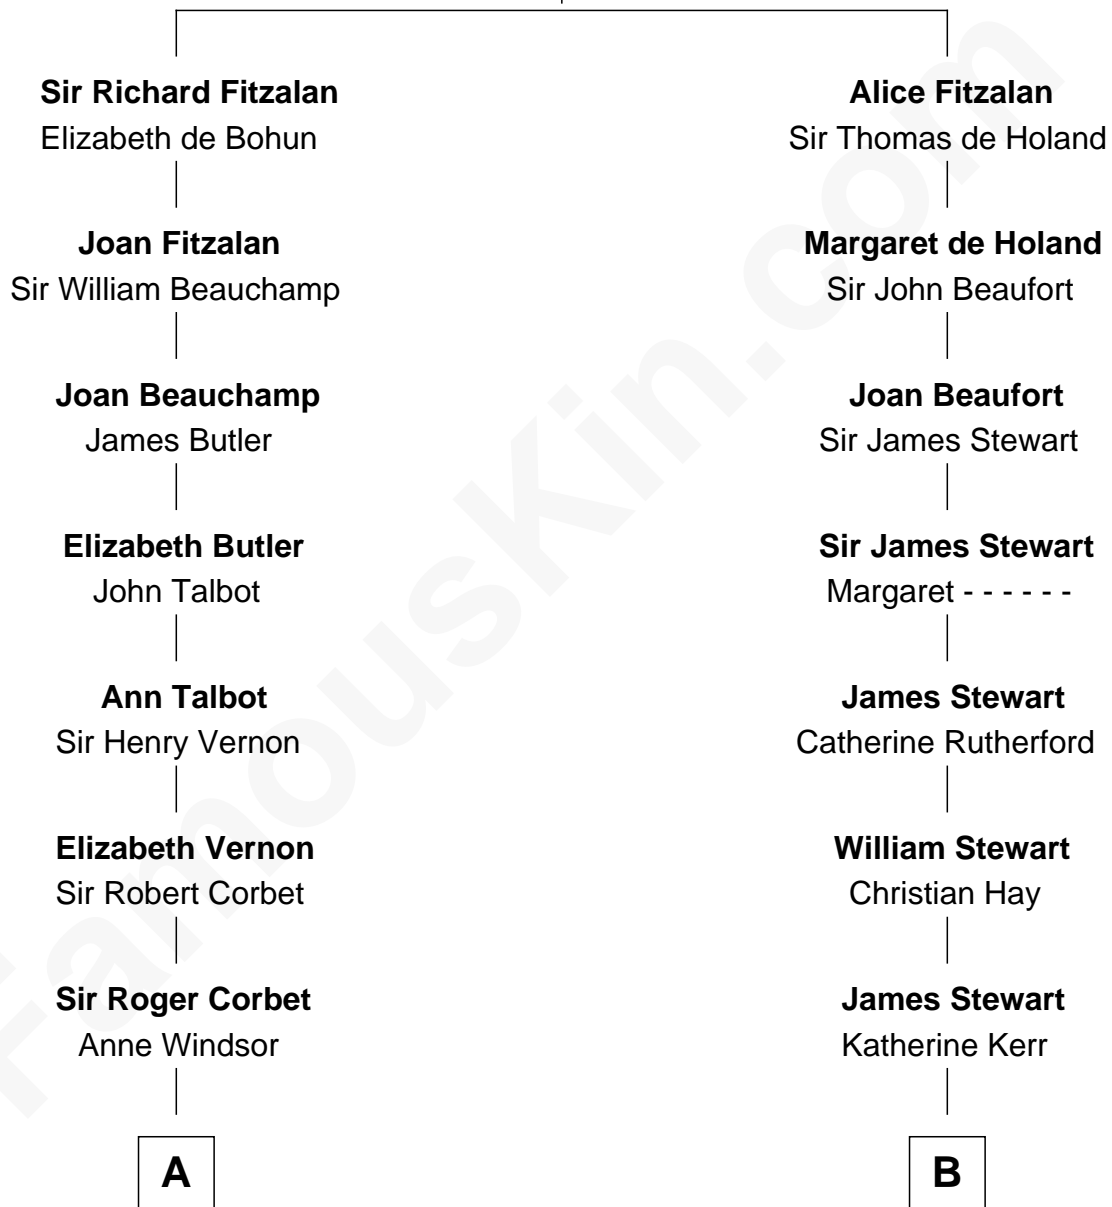 Sir Richard Fitzalan
Elizabeth de Bohun
Joan Fitzalan
Sir William Beauchamp
Joan Beauchamp
James Butler
Elizabeth Butler
John Talbot
Ann Talbot
Sir Henry Vernon
Elizabeth Vernon
Sir Robert Corbet
Sir Roger Corbet
Anne Windsor
A
Alice Fitzalan
Sir Thomas de Holand
Margaret de Holand
Sir John Beaufort
Joan Beaufort
Sir James Stewart
Sir James Stewart
Margaret - - - - - -
James Stewart
Catherine Rutherford
William Stewart
Christian Hay
James Stewart
Katherine Kerr
B
FamousKin.com